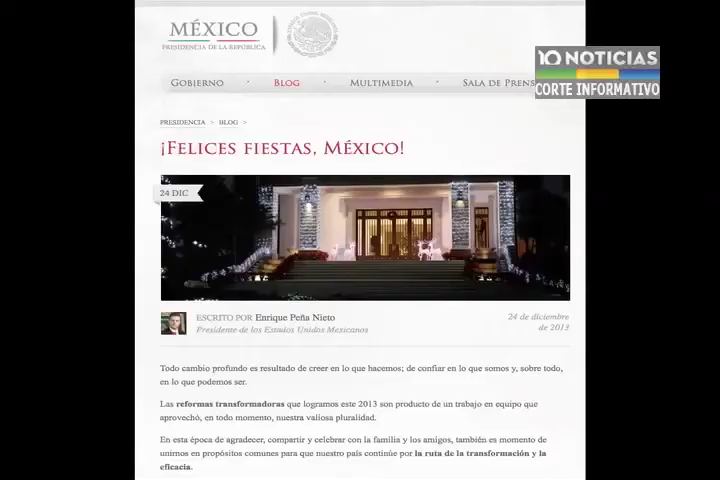 MÉXICO
PRESIDENCIA DE LA REPÚBLICA
10 NOTICIAS
CORTE INFORMATIVO
GOBIERNO · BLOG · MULTIMEDIA · SALA DE PRENS
PRESIDENCIA > BLOG >
¡FELICES FIESTAS, MÉXICO!
24 DIC
ESCRITO POR Enrique Peña Nieto
Presidente de los Estados Unidos Mexicanos
24 de diciembre
de 2013
Todo cambio profundo es resultado de creer en lo que hacemos; de confiar en lo que somos y, sobre todo,
en lo que podemos ser.
Las reformas transformadoras que logramos este 2013 son producto de un trabajo en equipo que
aprovechó, en todo momento, nuestra valiosa pluralidad.
En esta época de agradecer, compartir y celebrar con la familia y los amigos, también es momento de
unirnos en propósitos comunes para que nuestro país continúe por la ruta de la transformación y la
eficacia.